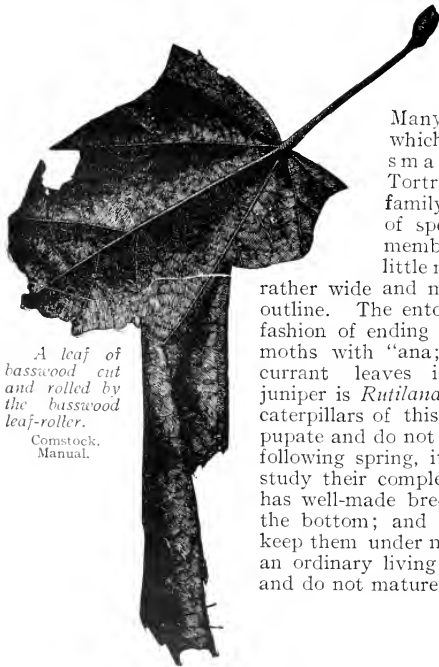 Many
which
sma
Tortr
family
of spe
memb
little r
rather wide and m
outline. The ento
fashion of ending
moths with "ana;
currant leaves i
juniper is Rutilana
caterpillars of this
pupate and do not
following spring, i
study their comple
has well-made bre
the bottom; and
keep them under n
an ordinary living
and do not mature
A leaf of
basswood cut
and rolled by
the basswood
leaf-roller.
Comstock.
Manual.